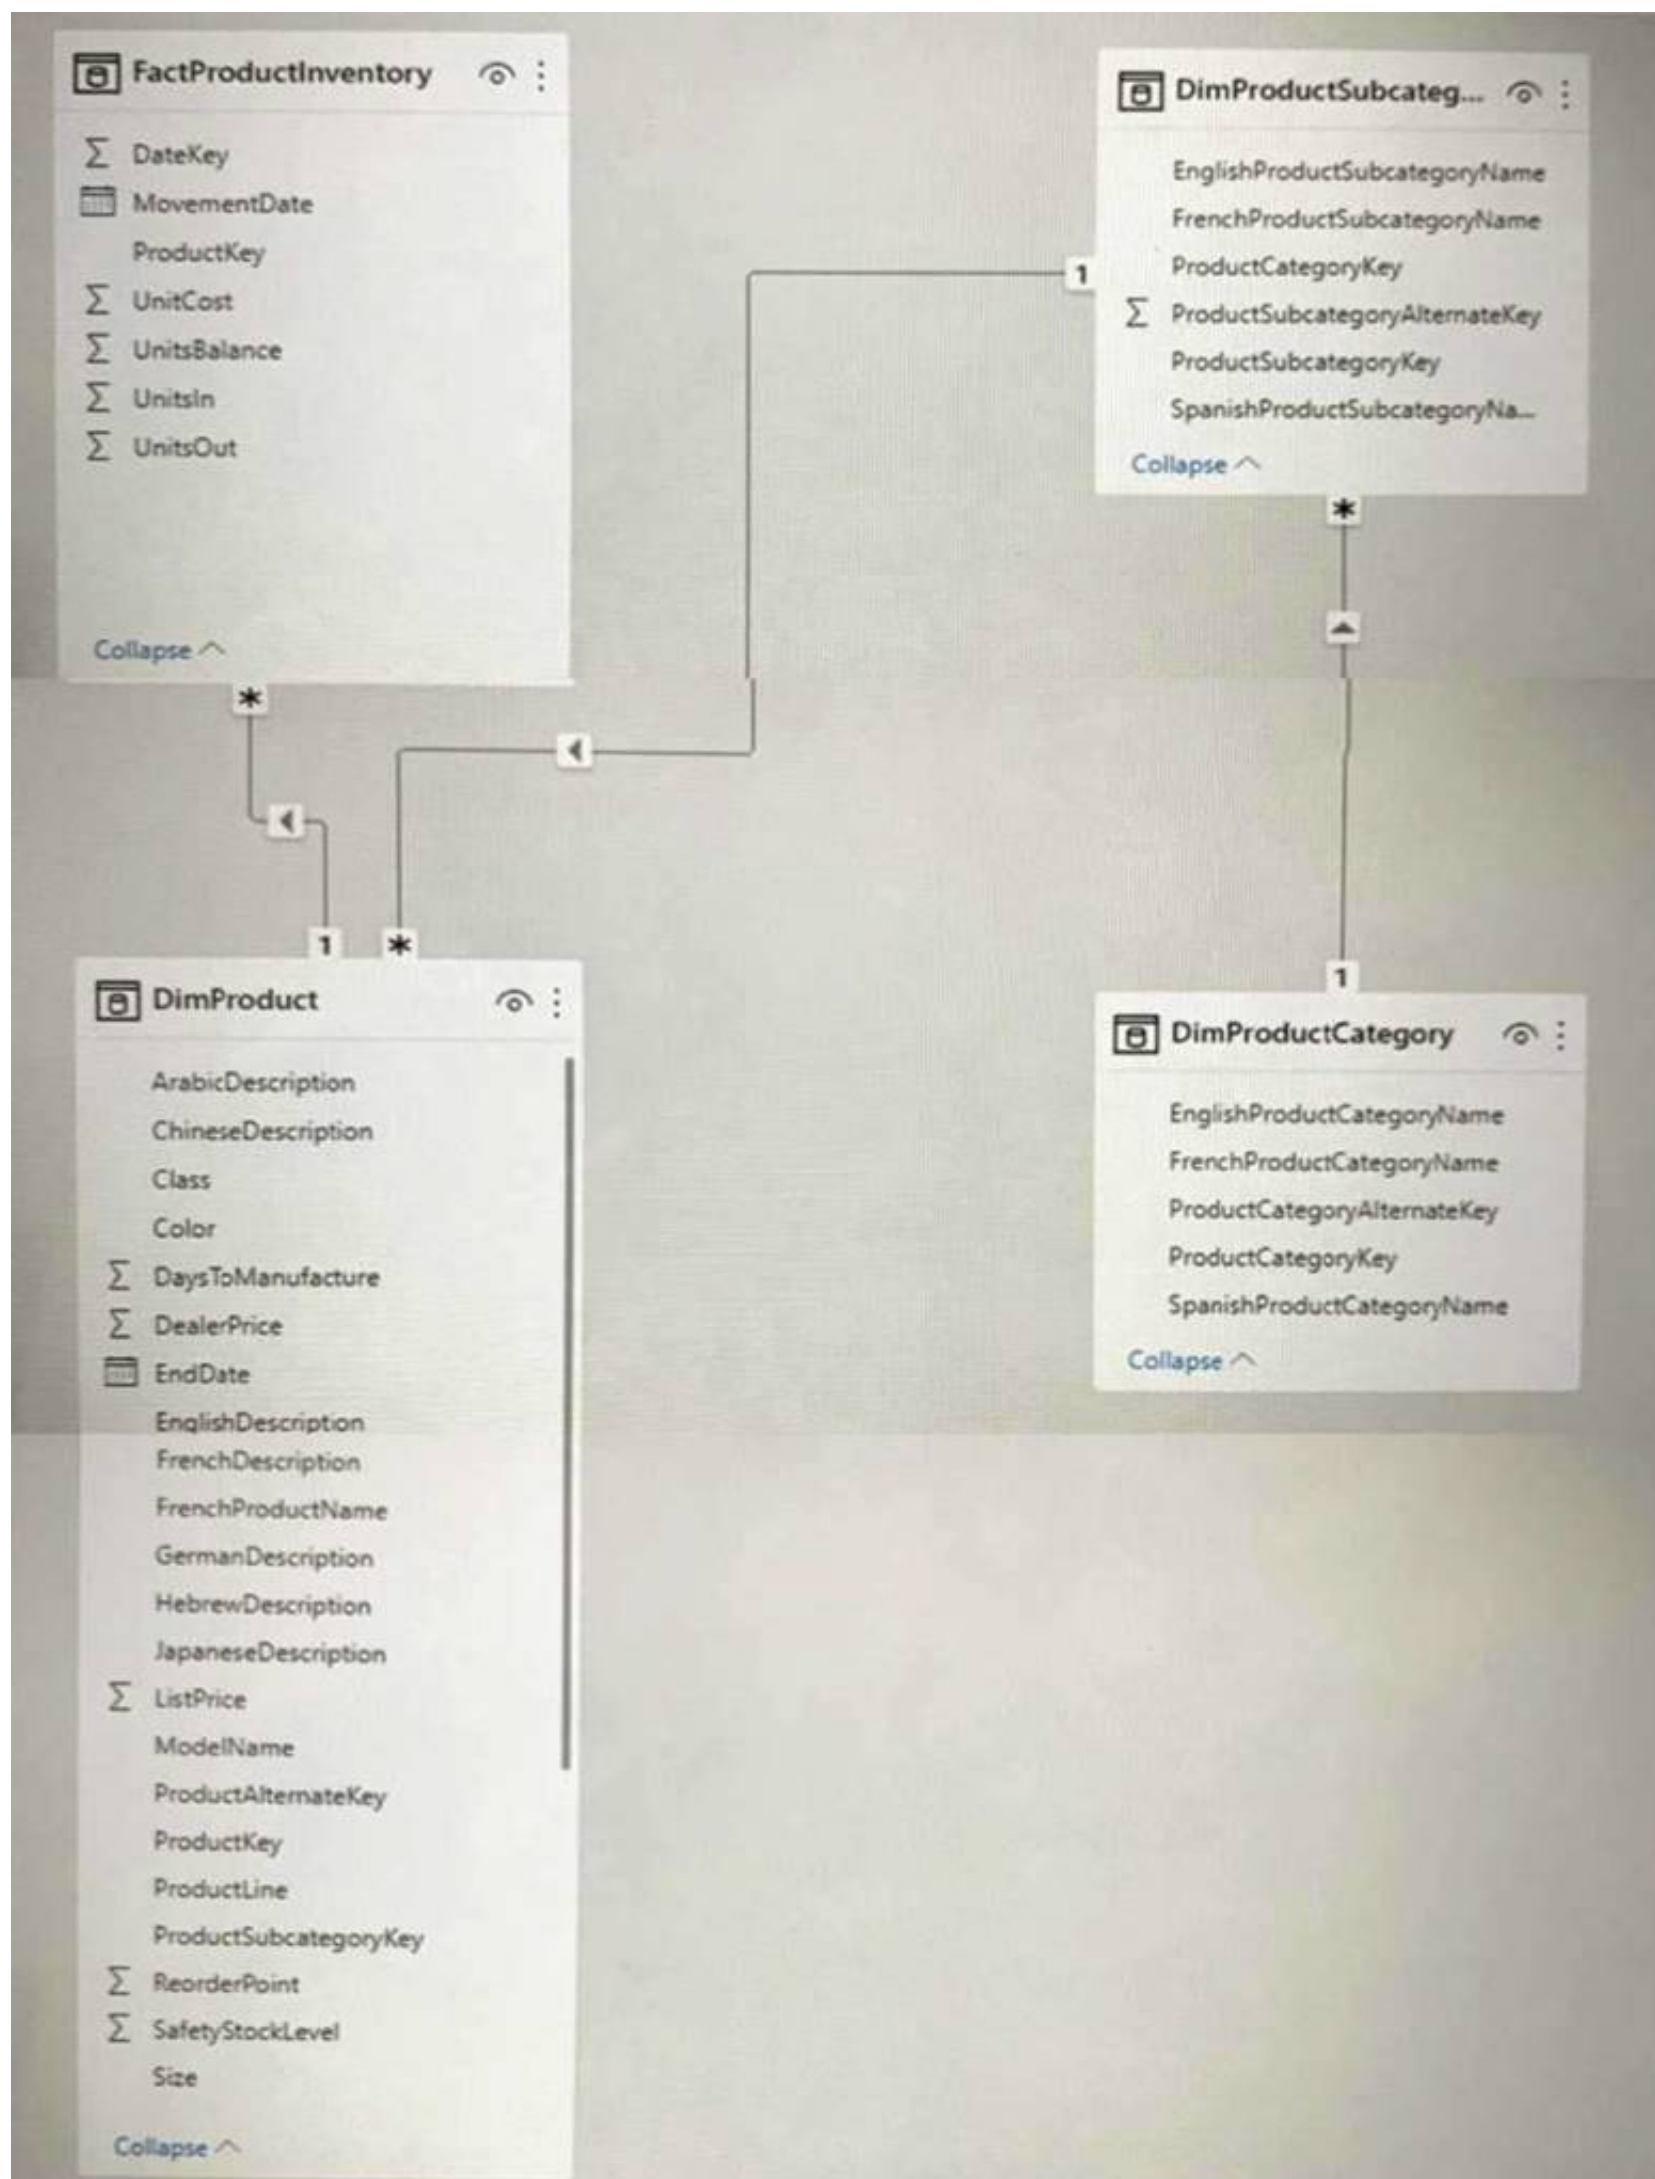 FactProductInventory
DateKey
MovementDate
ProductKey
UnitCost
UnitsBalance
UnitsIn
UnitsOut
Collapse
DimProductSubcateg...
EnglishProductSubcategoryName
FrenchProductSubcategoryName
ProductCategoryKey
ProductSubcategoryAlternateKey
ProductSubcategoryKey
SpanishProductSubcategoryNa...
Collapse
1
*
*
1
*
1
DimProduct
ArabicDescription
ChineseDescription
Class
Color
DaysToManufacture
DealerPrice
EndDate
EnglishDescription
FrenchDescription
FrenchProductName
GermanDescription
HebrewDescription
JapaneseDescription
ListPrice
ModelName
ProductAlternateKey
ProductKey
ProductLine
ProductSubcategoryKey
ReorderPoint
SafetyStockLevel
Size
Collapse
DimProductCategory
EnglishProductCategoryName
FrenchProductCategoryName
ProductCategoryAlternateKey
ProductCategoryKey
SpanishProductCategoryName
Collapse